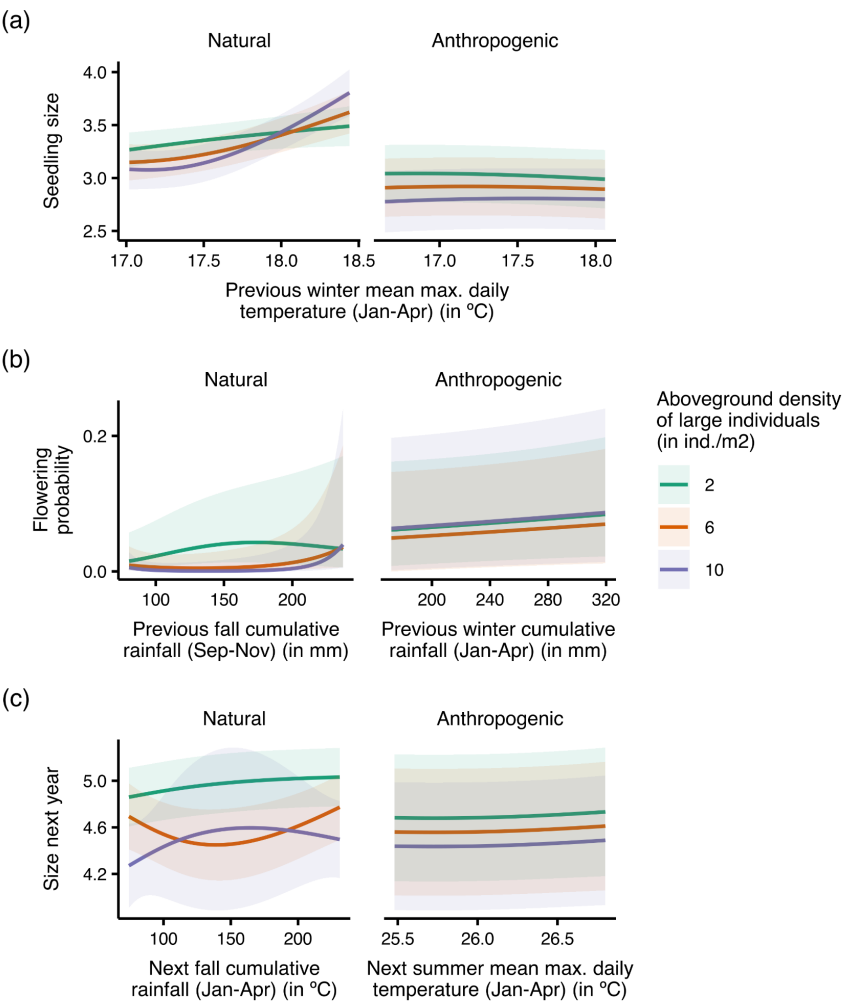 (a)
Natural
Anthropogenic
Seedling size
4.0
3.5
3.0
2.5
17.0 17.5 18.0 18.5
17.0 17.5 18.0
Previous winter mean max. daily
temperature (Jan-Apr) (in ºC)
(b)
Natural
Anthropogenic
Flowering
probability
0.2
0.0
100 150 200
200 240 280 320
Previous fall cumulative
rainfall (Sep-Nov) (in mm)
Previous winter cumulative
rainfall (Jan-Apr) (in mm)
Aboveground density
of large individuals
(in ind./m2)
2
6
10
(c)
Natural
Anthropogenic
Size next year
5.0
4.6
4.2
100 150 200
25.5 26.0 26.5
Next fall cumulative
rainfall (Jan-Apr) (in ºC)
Next summer mean max. daily
temperature (Jan-Apr) (in ºC)